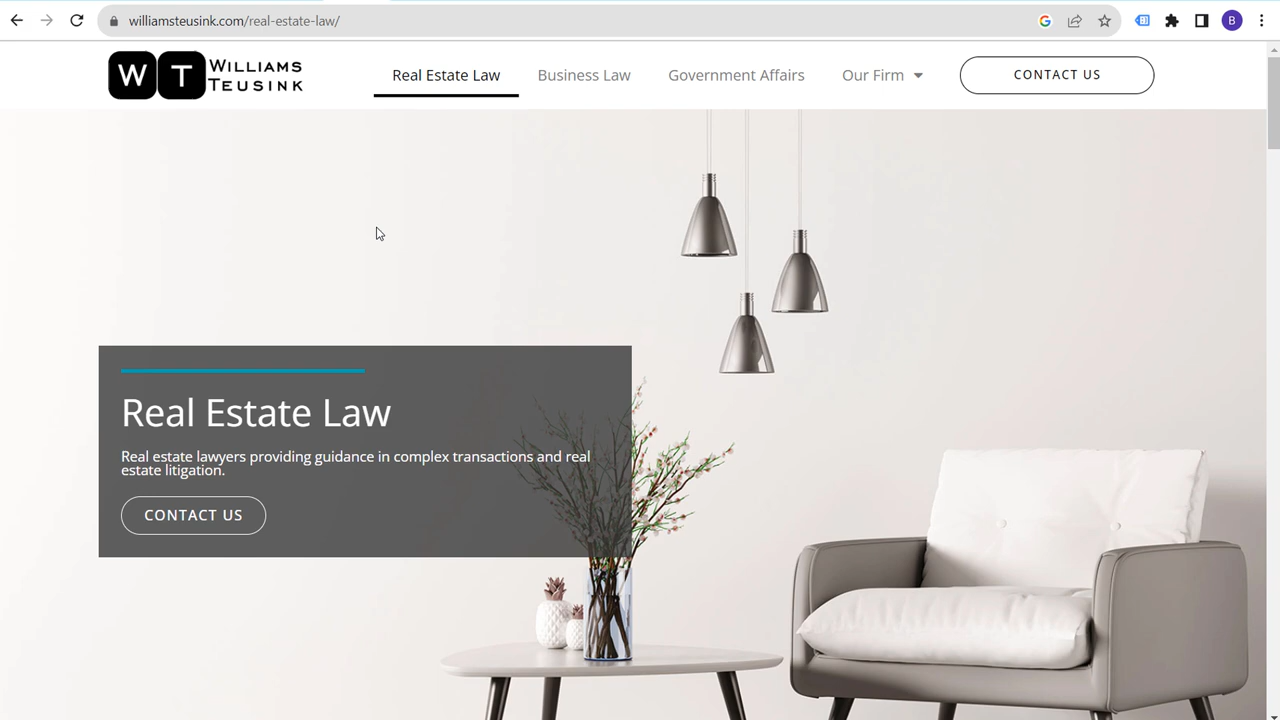 williamsteusink.com/real-estate-law/
B
W T WILLIAMS
TEUSINK
Real Estate Law
Business Law
Government Affairs
Our Firm
CONTACT US
Real Estate Law
Real estate lawyers providing guidance in complex transactions and real
estate litigation.
CONTACT US